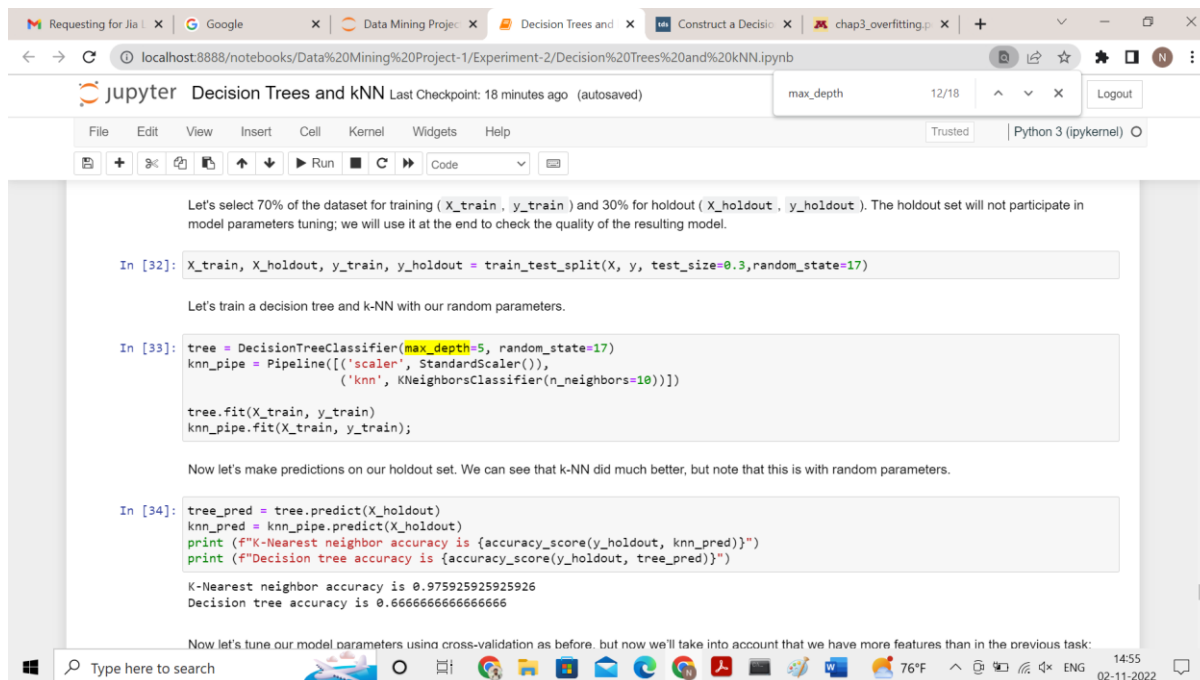 Requesting for Jia L
Google
Data Mining Projec
Decision Trees and
tds Construct a Decisio
chap3_overfitting.p
localhost:8888/notebooks/Data%20Mining%20Project-1/Experiment-2/Decision%20Trees%20and%20kNN.ipynb
N
max_depth 12/18
jupyter Decision Trees and kNN Last Checkpoint: 18 minutes ago (autosaved)
Logout
File Edit View Insert Cell Kernel Widgets Help
Trusted
Python 3 (ipykernel)
Run
Code
Let's select 70% of the dataset for training ( X_train , y_train ) and 30% for holdout ( X_holdout , y_holdout ). The holdout set will not participate in
model parameters tuning; we will use it at the end to check the quality of the resulting model.
In [32]: X_train, X_holdout, y_train, y_holdout = train_test_split(X, y, test_size=0.3,random_state=17)
Let's train a decision tree and k-NN with our random parameters.
In [33]: tree = DecisionTreeClassifier(max_depth=5, random_state=17)
knn_pipe = Pipeline([('scaler', StandardScaler()),
('knn', KNeighborsClassifier(n_neighbors=10))])
tree.fit(X_train, y_train)
knn_pipe.fit(X_train, y_train);
Now let's make predictions on our holdout set. We can see that k-NN did much better, but note that this is with random parameters.
In [34]: tree_pred = tree.predict(X_holdout)
knn_pred = knn_pipe.predict(X_holdout)
print (f"K-Nearest neighbor accuracy is {accuracy_score(y_holdout, knn_pred)}")
print (f"Decision tree accuracy is {accuracy_score(y_holdout, tree_pred)}")
K-Nearest neighbor accuracy is 0.975925925925926
Decision tree accuracy is 0.6666666666666666
Now let's tune our model parameters using cross-validation as before, but now we'll take into account that we have more features than in the previous task:
Type here to search
76°F
ENG
14:55
02-11-2022